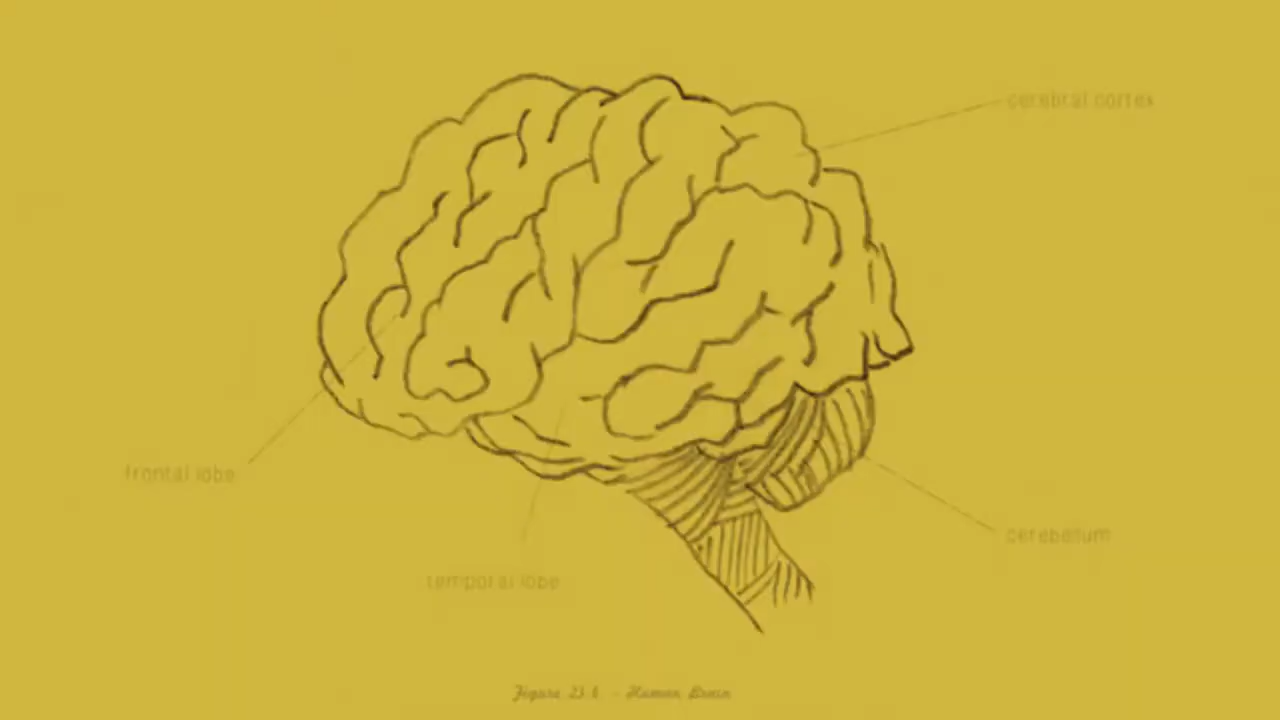 cerebral cortex
frontal lobe
cerebellum
temporal lobe
Figure 23.1 - Human Brain